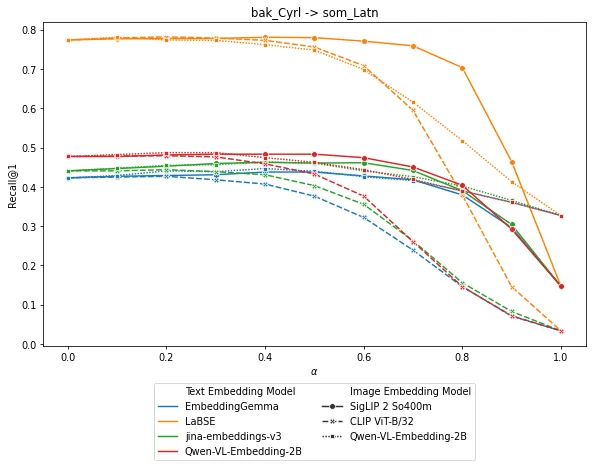 bak_Cyrl -> som_Latn
Recall@1
0.8
0.7
0.6
0.5
0.4
0.3
0.2
0.1
0.0
0.0 0.2 0.4 0.6 0.8 1.0
α
Text Embedding Model Image Embedding Model
EmbeddingGemma SigLIP 2 So400m
LaBSE CLIP ViT-B/32
jina-embeddings-v3 Qwen-VL-Embedding-2B
Qwen-VL-Embedding-2B